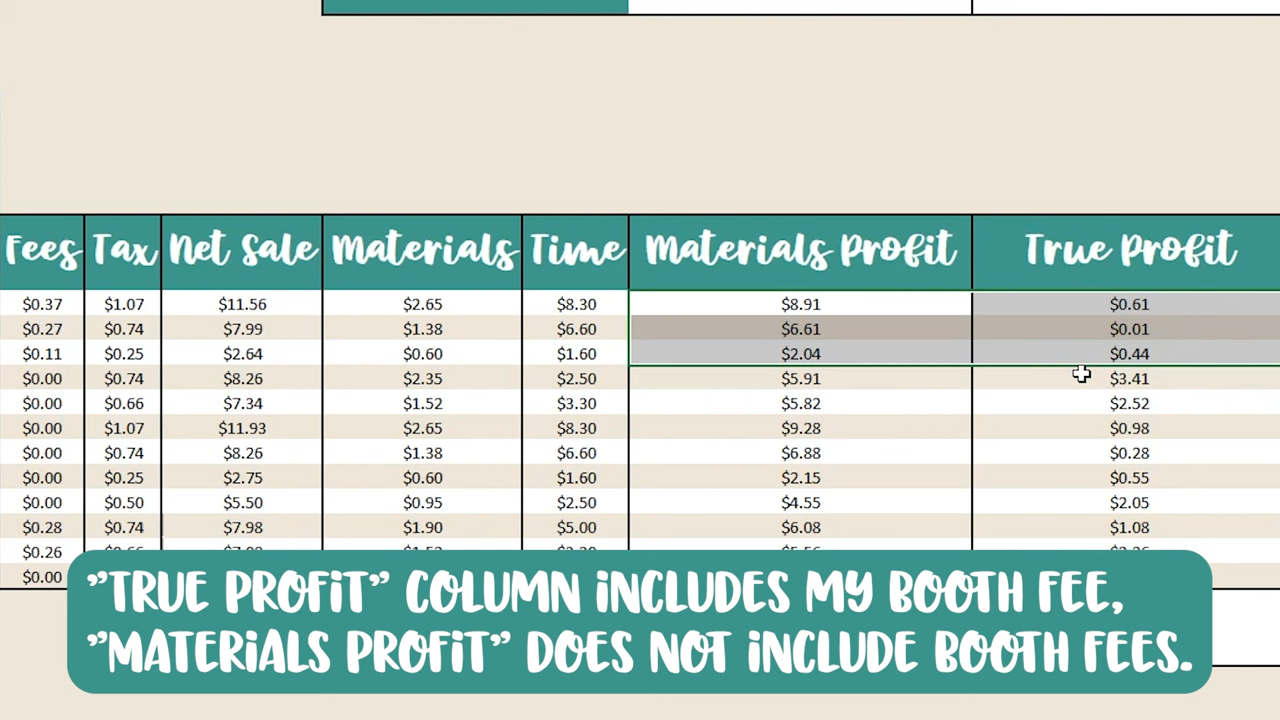 Fees Tax Net Sale Materials Time Materials Profit True Profit
$0.37 $1.07 $11.56 $2.65 $8.30 $8.91 $0.61
$0.27 $0.74 $7.99 $1.38 $6.60 $6.61 $0.01
$0.11 $0.25 $2.64 $0.60 $1.60 $2.04 $0.44
$0.00 $0.74 $8.26 $2.35 $2.50 $5.91 $3.41
$0.00 $0.66 $7.34 $1.52 $3.30 $5.82 $2.52
$0.00 $1.07 $11.93 $2.65 $8.30 $9.28 $0.98
$0.00 $0.74 $8.26 $1.38 $6.60 $6.88 $0.28
$0.00 $0.25 $2.75 $0.60 $1.60 $2.15 $0.55
$0.00 $0.50 $5.50 $0.95 $2.50 $4.55 $2.05
$0.28 $0.74 $7.98 $1.90 $5.00 $6.08 $1.08
$0.26
$0.00
"TRUE PROFIT" COLUMN INCLUDES MY BOOTH FEE,
"MATERIALS PROFIT" DOES NOT INCLUDE BOOTH FEES.